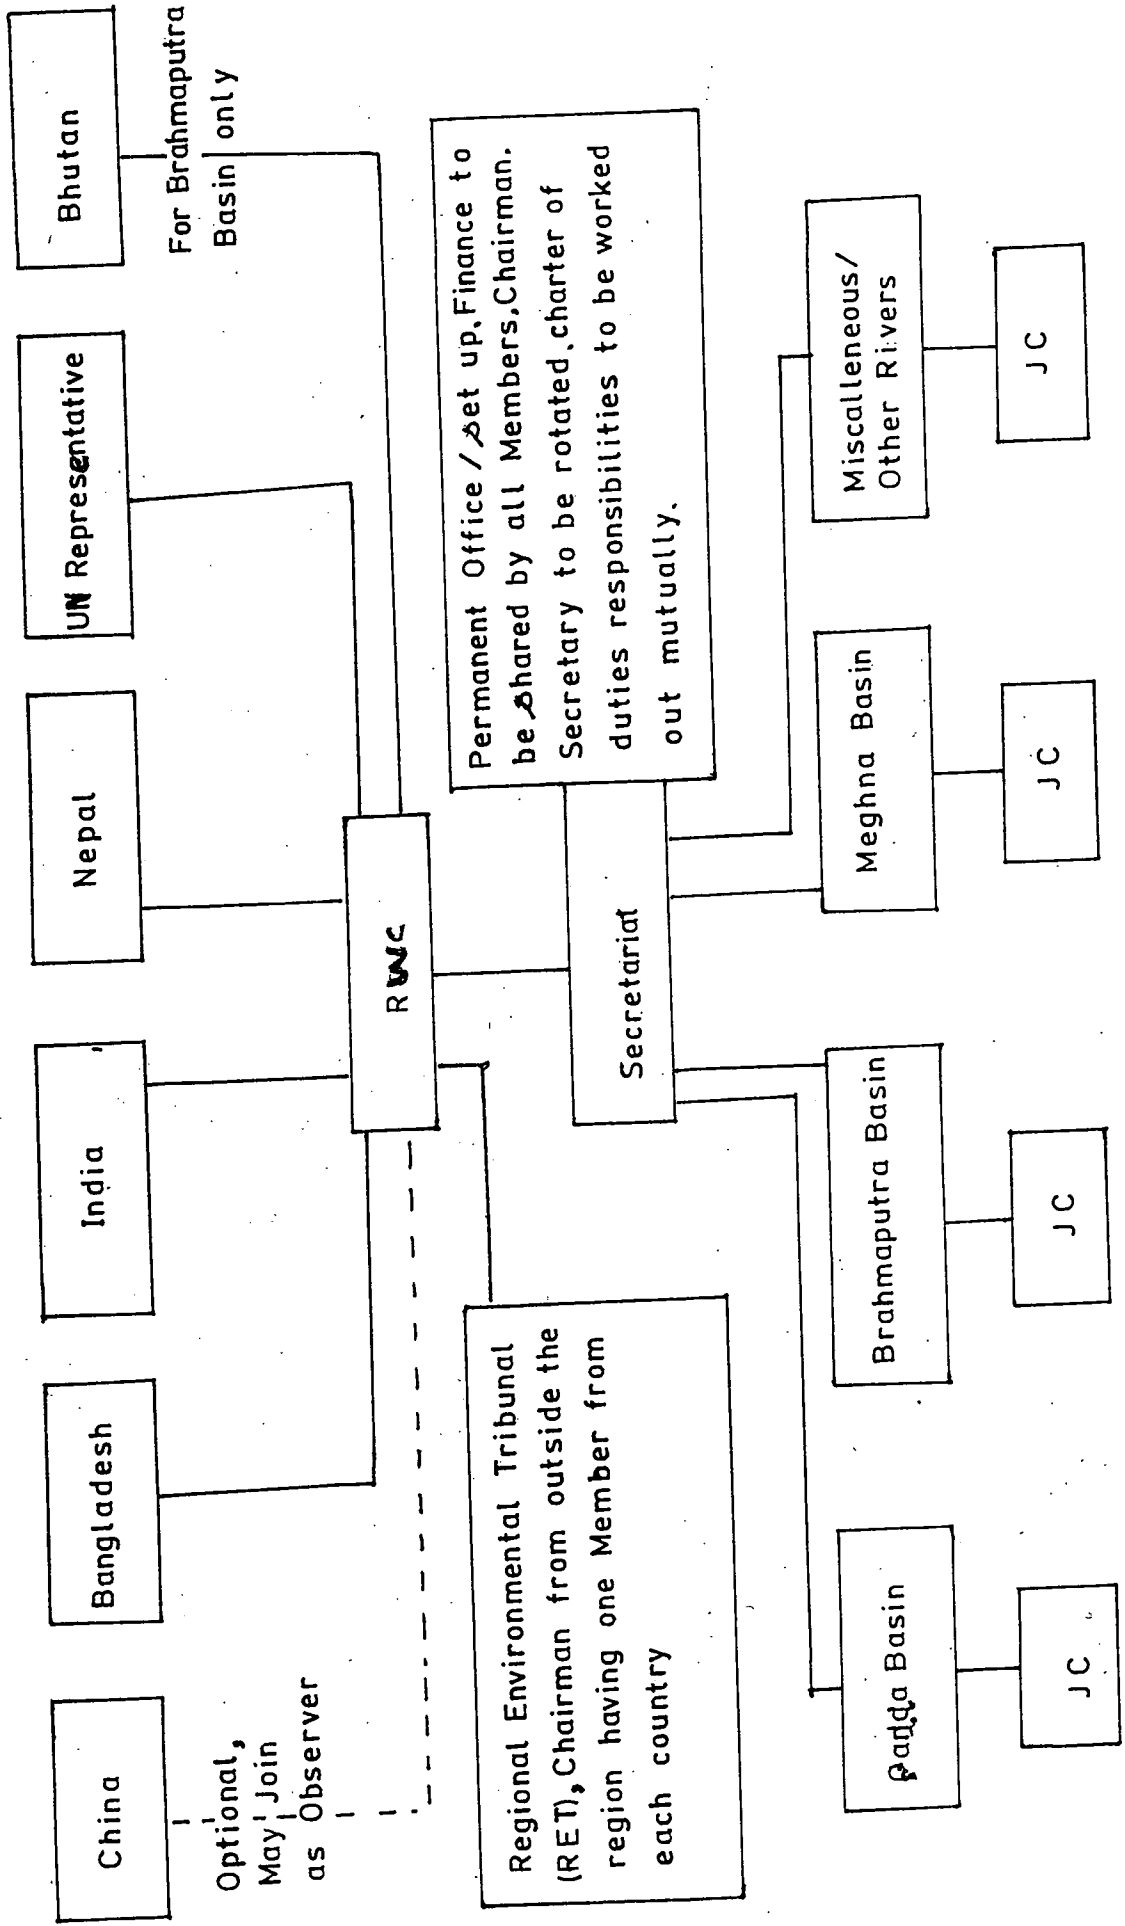 China
Optional,
May Join
as Observer
Bangladesh
India
Nepal
UN Representative
Bhutan
For Brahmaputra
Basin only
RWC
Regional Environmental Tribunal
(RET), Chairman from outside the
region having one Member from
each country
Secretariat
Permanent Office / set up, Finance to
be shared by all Members, Chairman.
Secretary to be rotated, charter of
duties responsibilities to be worked
out mutually.
Basin
Brahmaputra Basin
Meghna Basin
Miscalleneous/
Other Rivers
JC
JC
JC
JC